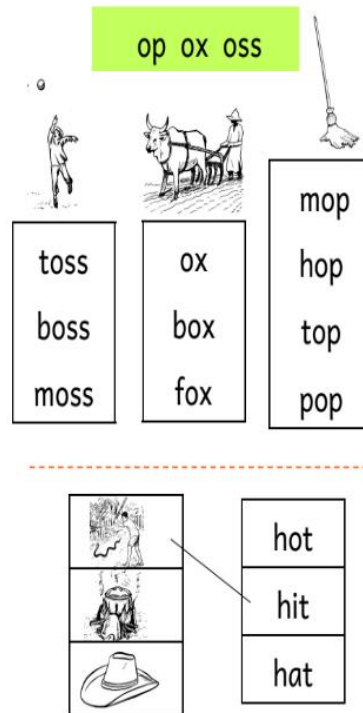 op ox oss
toss
boss
moss
ox
box
fox
mop
hop
top
pop
hot
hit
hat